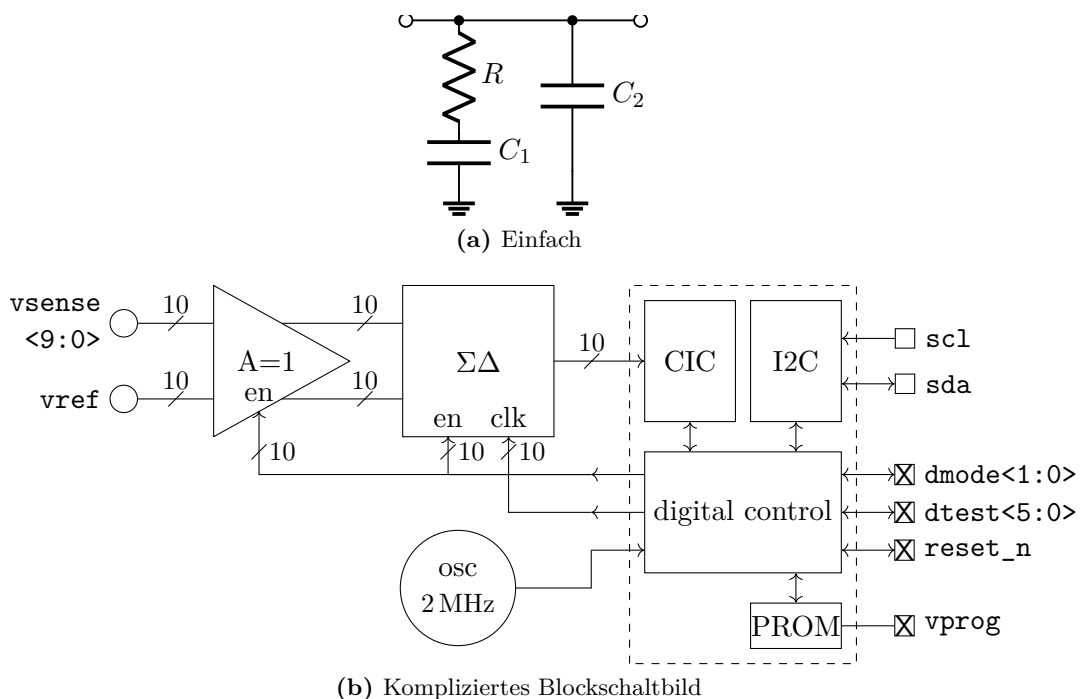 R
C₂
C₁
(a) Einfach
vsense
<9:0>
10
10
A=1
en
ΣΔ
10
CIC
I2C
scl
sda
vref
10
10
en
clk
10
10
10
digital control
dmode<1:0>
dtest<5:0>
reset_n
osc
2 MHz
PROM
vprog
(b) Kompliziertes Blockschaltbild